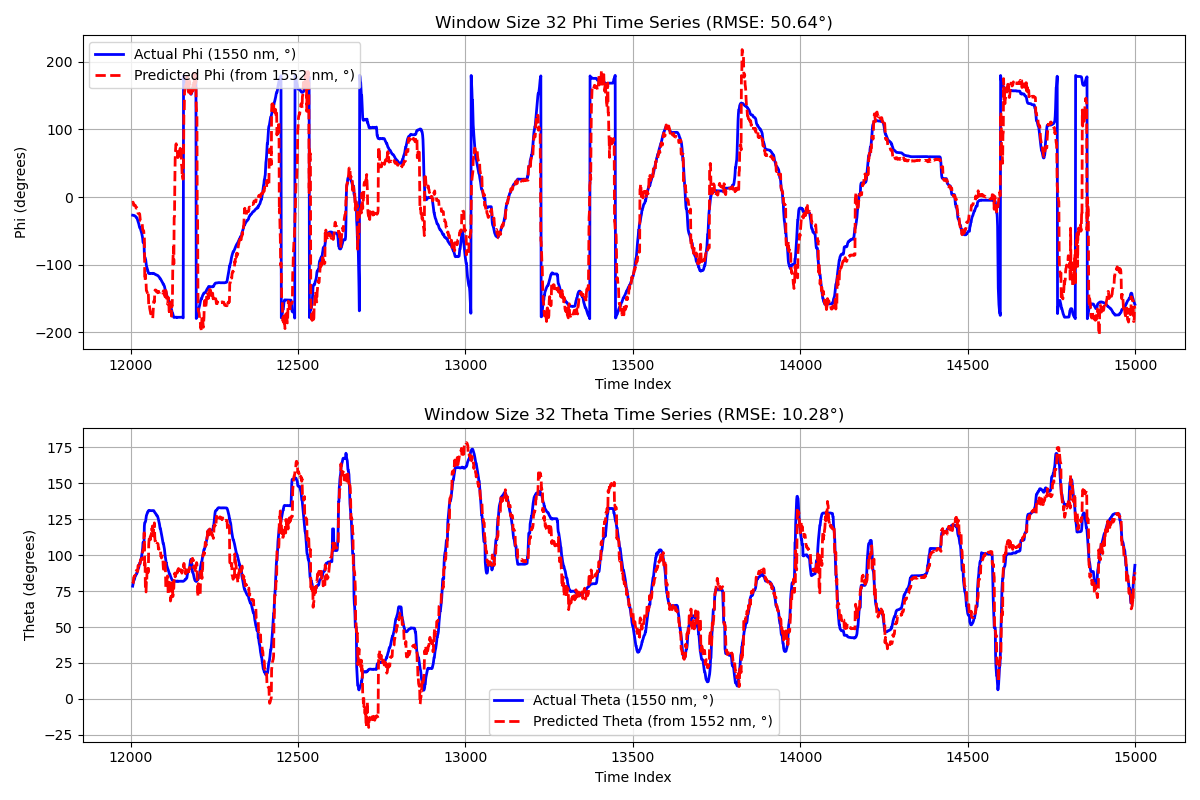 Window Size 32 Phi Time Series (RMSE: 50.64°)
Actual Phi (1550 nm, °)
Predicted Phi (from 1552 nm, °)
Phi (degrees)
200
100
0
−100
−200
12000 12500 13000 13500 14000 14500 15000
Time Index
Window Size 32 Theta Time Series (RMSE: 10.28°)
Theta (degrees)
175
150
125
100
75
50
25
0
−25
Actual Theta (1550 nm, °)
Predicted Theta (from 1552 nm, °)
12000 12500 13000 13500 14000 14500 15000
Time Index